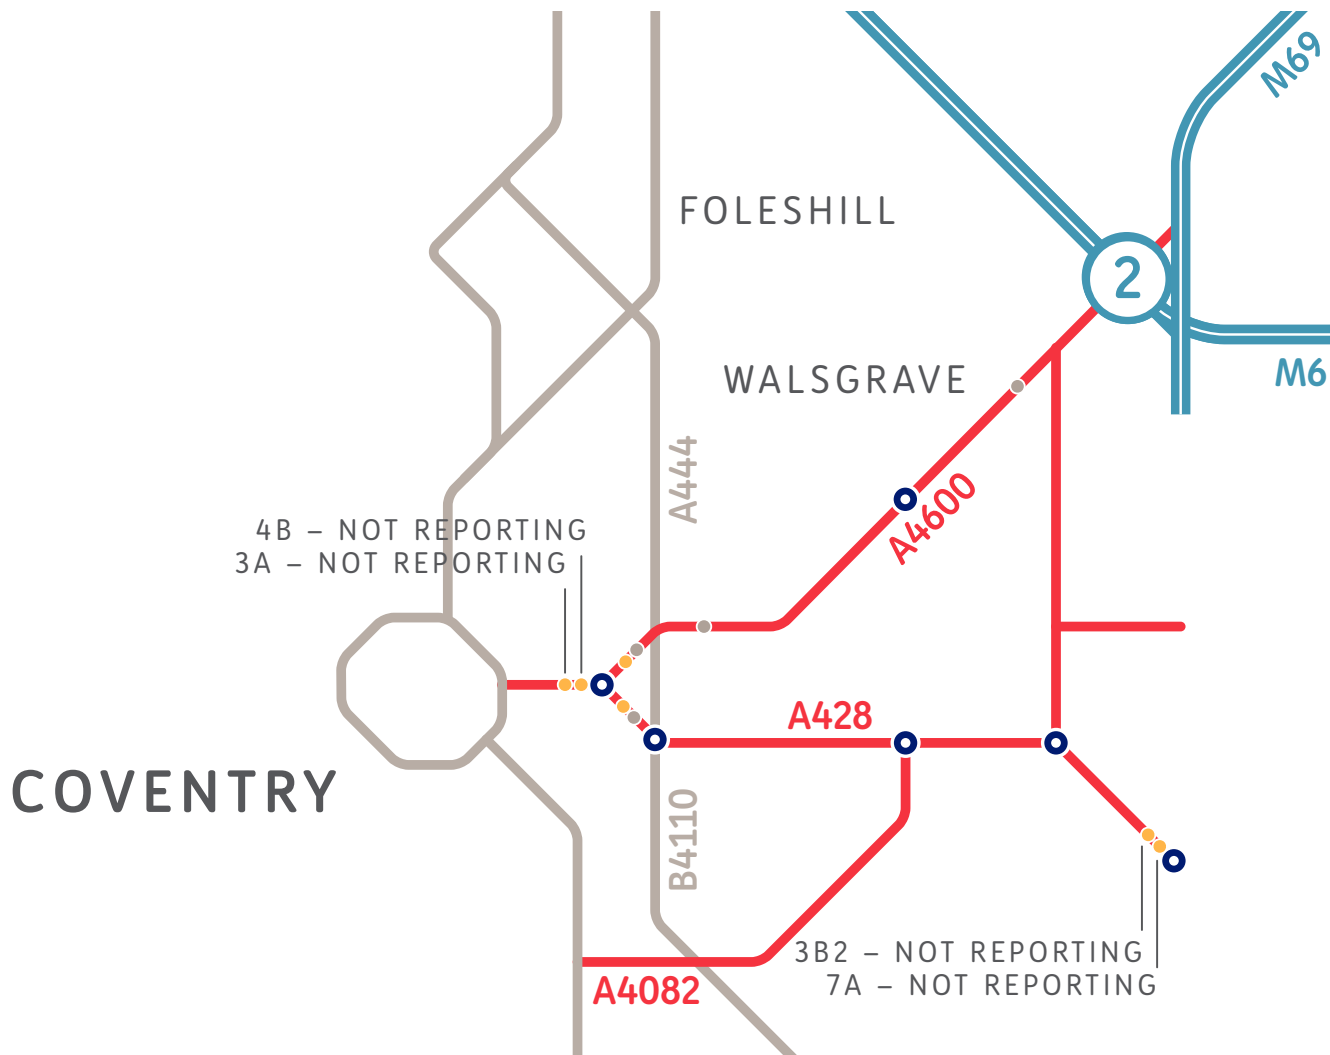 M69
FOLESHILL
2
WALSGRAVE
M6
A444
A4600
4B – NOT REPORTING
3A – NOT REPORTING
A428
COVENTRY
B4110
3B2 – NOT REPORTING
7A – NOT REPORTING
A4082